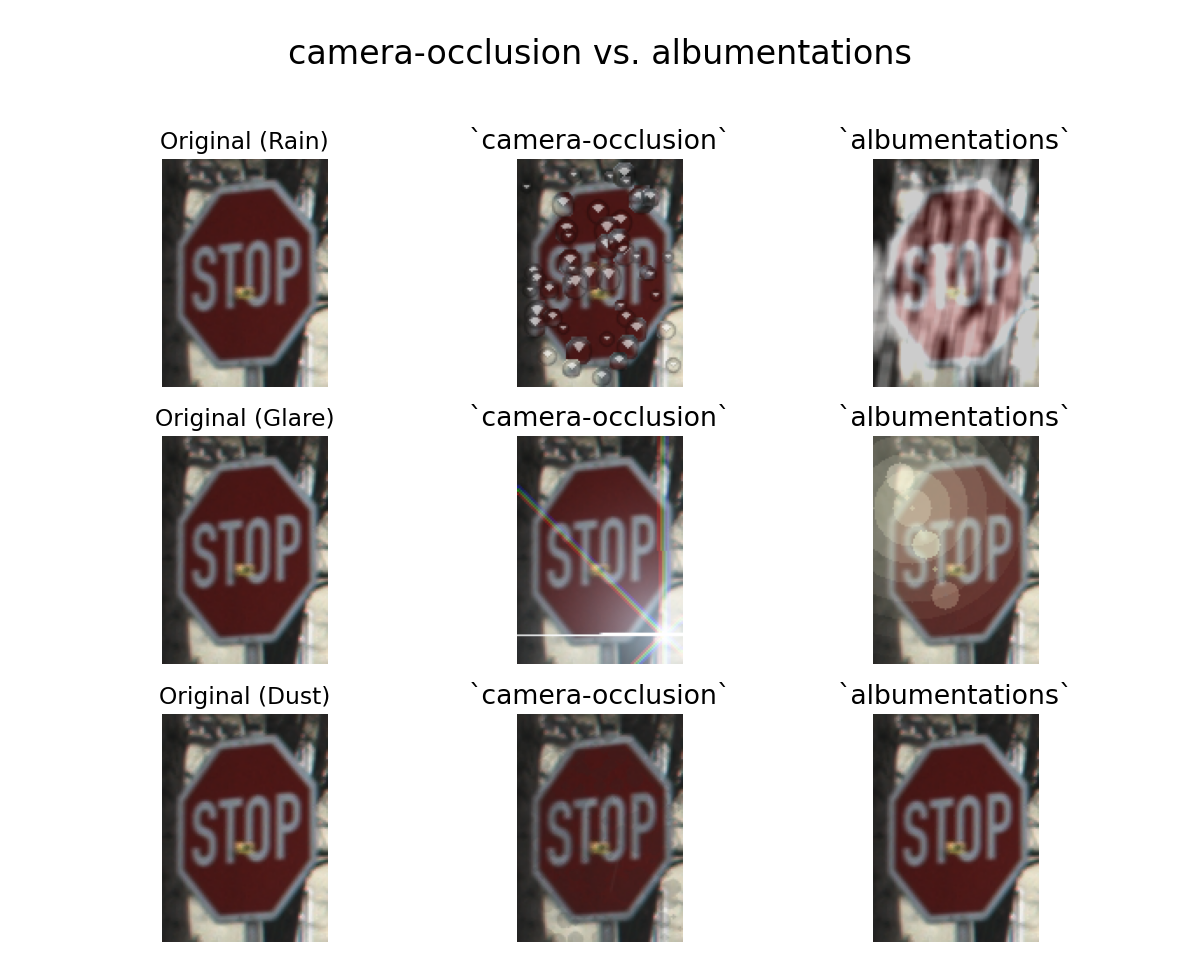 camera-occlusion vs. albumentations
Original (Rain) `camera-occlusion` `albumentations`
STOP STOP STOP
Original (Glare) `camera-occlusion` `albumentations`
STOP STOP STOP
Original (Dust) `camera-occlusion` `albumentations`
STOP STOP STOP